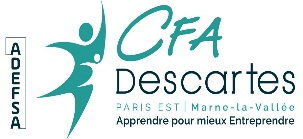 ADEFSA
CFA
Descartes
PARIS EST | Marne-la-Vallée
Apprendre pour mieux Entreprendre